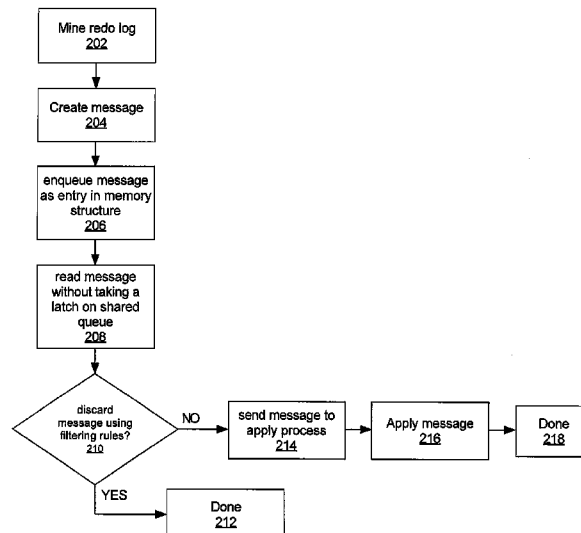 Mine redo log
202
Create message
204
enqueue message
as entry in memory
structure
206
read message
without taking a
latch on shared
queue
208
discard
message using
filtering rules?
210
NO
send message to
apply process
214
Apply message
216
Done
218
YES
Done
212